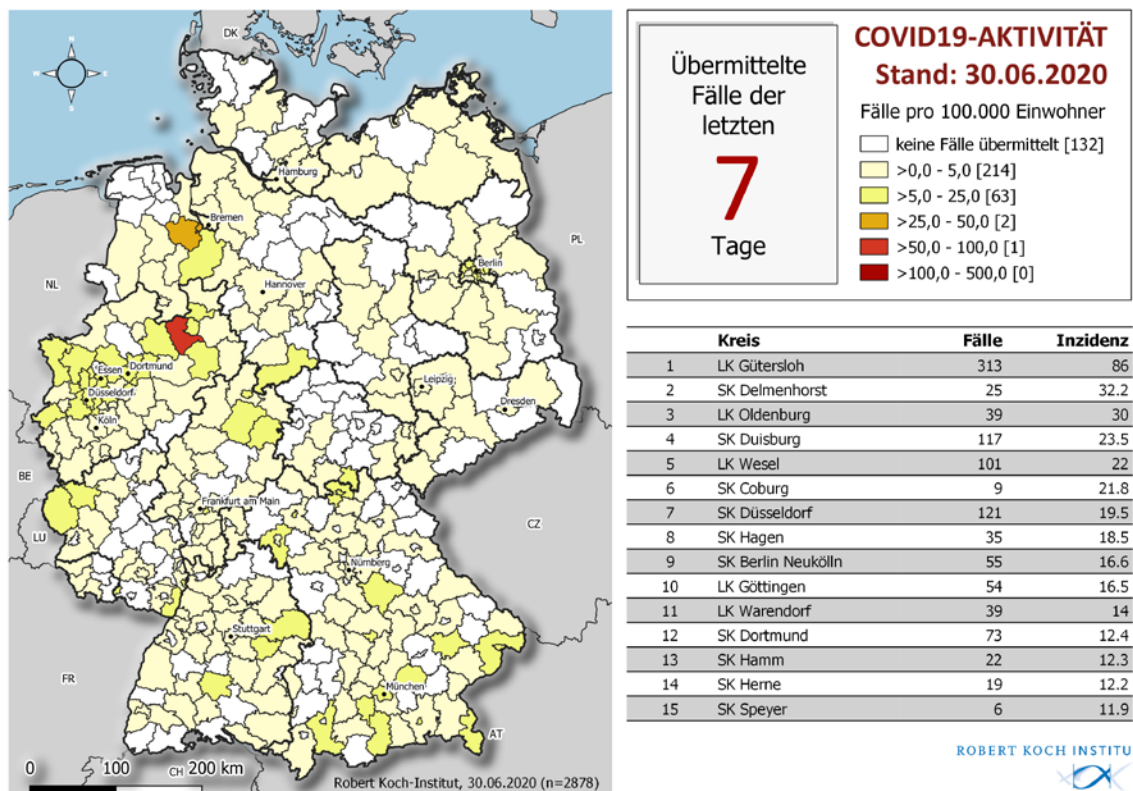 DK
N
W
E
S
Hamburg
Bremen
PL
Berlin
NL
Hannover
Essen
Dortmund
Düsseldorf
Leipzig
Köln
Dresden
BE
Frankfurt am Main
LU
CZ
Nürnberg
Stuttgart
FR
München
AT
CH
0 100 200 km
Robert Koch-Institut, 30.06.2020 (n=2878)
Übermittelte
Fälle der
letzten
7
Tage
COVID19-AKTIVITÄT
Stand: 30.06.2020
Fälle pro 100.000 Einwohner
keine Fälle übermittelt [132]
>0,0 - 5,0 [214]
>5,0 - 25,0 [63]
>25,0 - 50,0 [2]
>50,0 - 100,0 [1]
>100,0 - 500,0 [0]
Kreis Fälle Inzidenz
1 LK Gütersloh 313 86
2 SK Delmenhorst 25 32.2
3 LK Oldenburg 39 30
4 SK Duisburg 117 23.5
5 LK Wesel 101 22
6 SK Coburg 9 21.8
7 SK Düsseldorf 121 19.5
8 SK Hagen 35 18.5
9 SK Berlin Neukölln 55 16.6
10 LK Göttingen 54 16.5
11 LK Warendorf 39 14
12 SK Dortmund 73 12.4
13 SK Hamm 22 12.3
14 SK Herne 19 12.2
15 SK Speyer 6 11.9
ROBERT KOCH INSTITU